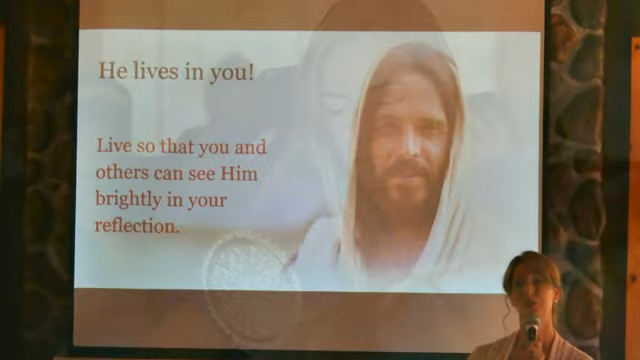 He lives in you!
Live so that you and
others can see Him
brightly in your
reflection.